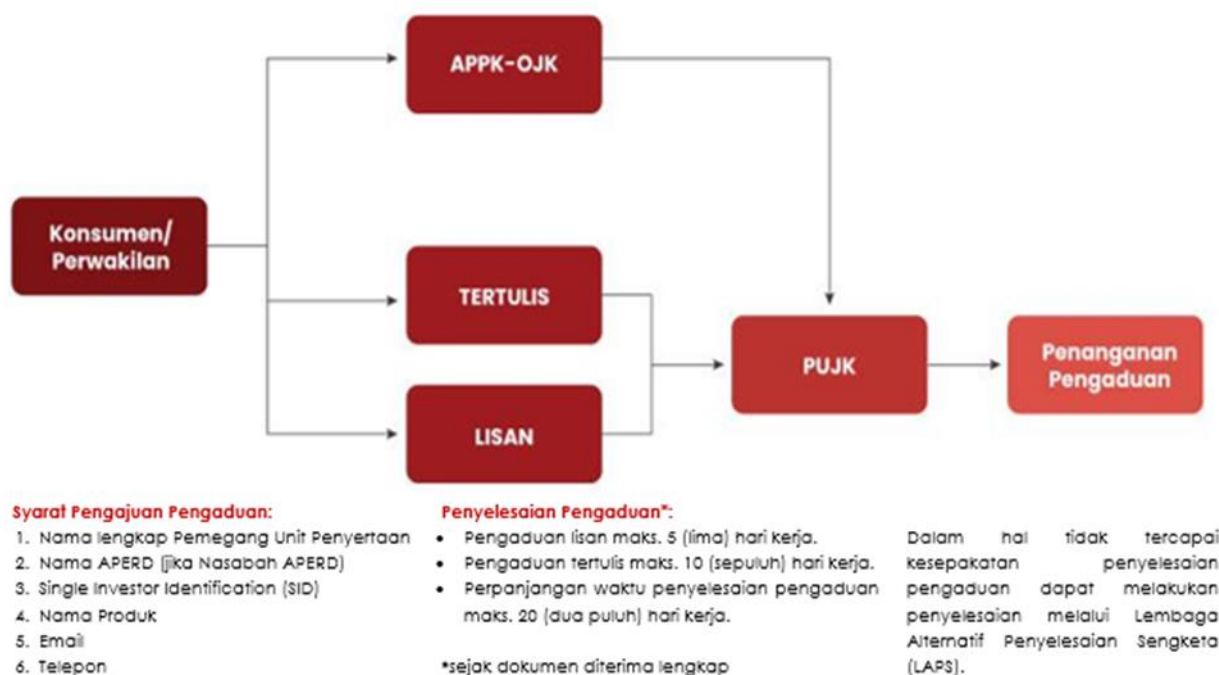 APPK-OJK
Konsumen/
Perwakilan
TERTULIS
LISAN
PUJK
Penanganan
Pengaduan
Syarat Pengajuan Pengaduan:
1. Nama lengkap Pemegang Unit Penyertaan
2. Nama APERD (jika Nasabah APERD)
3. Single Investor Identification (SID)
4. Nama Produk
5. Email
6. Telepon
Penyelesaian Pengaduan*:
• Pengaduan lisan maks. 5 (lima) hari kerja.
• Pengaduan tertulis maks. 10 (sepuluh) hari kerja.
• Perpanjangan waktu penyelesaian pengaduan
maks. 20 (dua puluh) hari kerja.
*sejak dokumen diterima lengkap
Dalam hal tidak tercapai
kesepakatan penyelesaian
pengaduan dapat melakukan
penyelesaian melalui Lembaga
Alternatif Penyelesaian Sengketa
(LAPS).